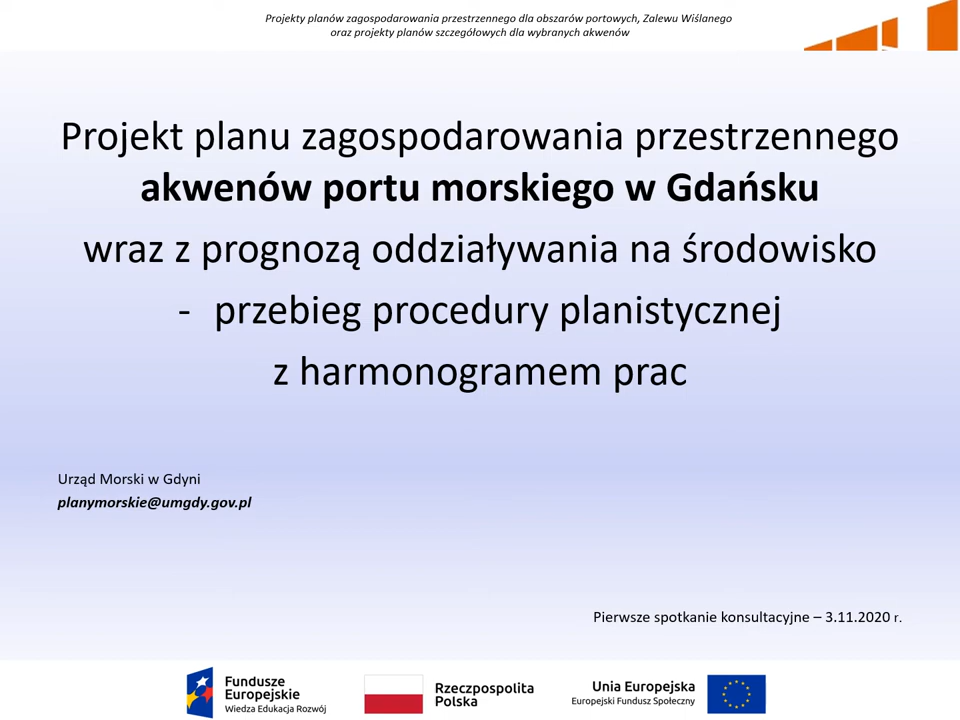 Projekty planów zagospodarowania przestrzennego dla obszarów portowych, Zalewu Wiślanego
oraz projekty planów szczegółowych dla wybranych akwenów
Projekt planu zagospodarowania przestrzennego
akwenów portu morskiego w Gdańsku
wraz z prognozą oddziaływania na środowisko
- przebieg procedury planistycznej
z harmonogramem prac
Urząd Morski w Gdyni
planymorskie@umgdy.gov.pl
Pierwsze spotkanie konsultacyjne – 3.11.2020 r.
Fundusze
Europejskie
Wiedza Edukacja Rozwój
Rzeczpospolita
Polska
Unia Europejska
Europejski Fundusz Społeczny